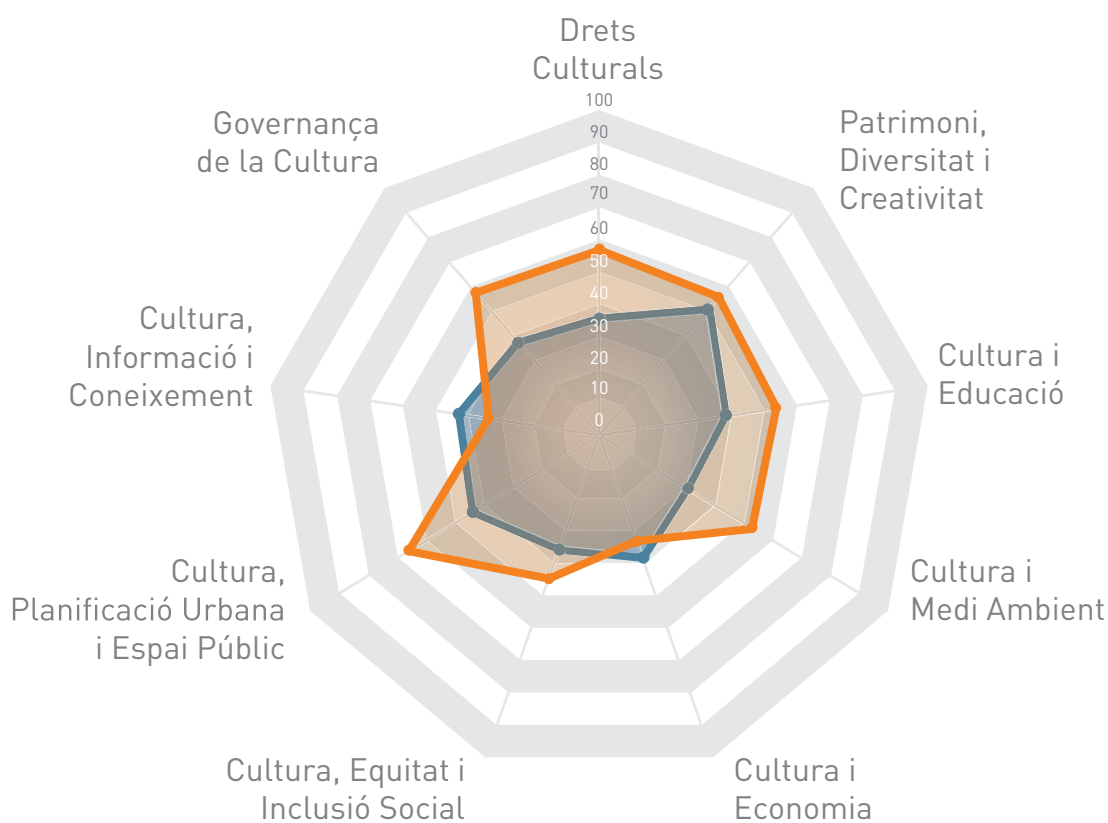 Drets
Culturals
100
90
80
70
60
50
40
30
20
10
0
Patrimoni,
Diversitat i
Creativitat
Cultura i
Educació
Cultura i
Medi Ambient
Cultura i
Economia
Cultura, Equitat i
Inclusió Social
Cultura,
Planificació Urbana
i Espai Públic
Cultura,
Informació i
Coneixement
Governança
de la Cultura